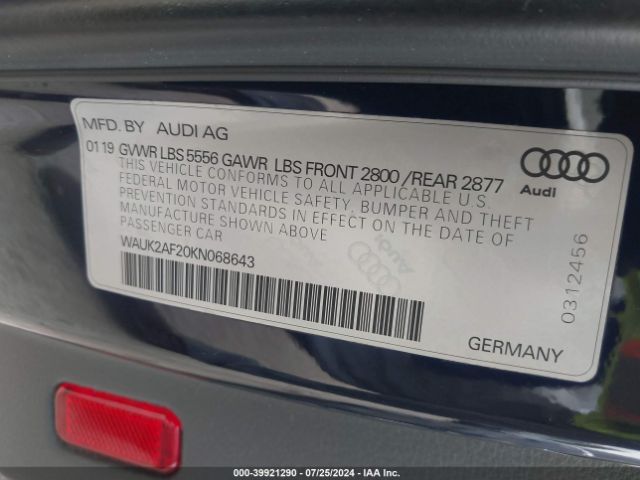 MFD. BY AUDI AG
0119 GVWR LBS 5556 GAWR LBS FRONT 2800 /REAR 2877
THIS VEHICLE CONFORMS TO ALL APPLICABLE U.S.
FEDERAL MOTOR VEHICLE SAFETY, BUMPER AND THEFT
PREVENTION STANDARDS IN EFFECT ON THE DATE OF
MANUFACTURE SHOWN ABOVE.
PASSENGER CAR
WAUK2AF20KN068643
Audi
Audi
0312456
GERMANY
000-39921290 - 07/25/2024 - IAA Inc.